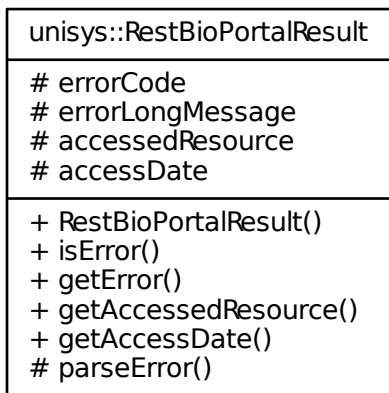 unisys::RestBioPortalResult
# errorCode
# errorLongMessage
# accessedResource
# accessDate
+ RestBioPortalResult()
+ isError()
+ getError()
+ getAccessedResource()
+ getAccessDate()
# parseError()